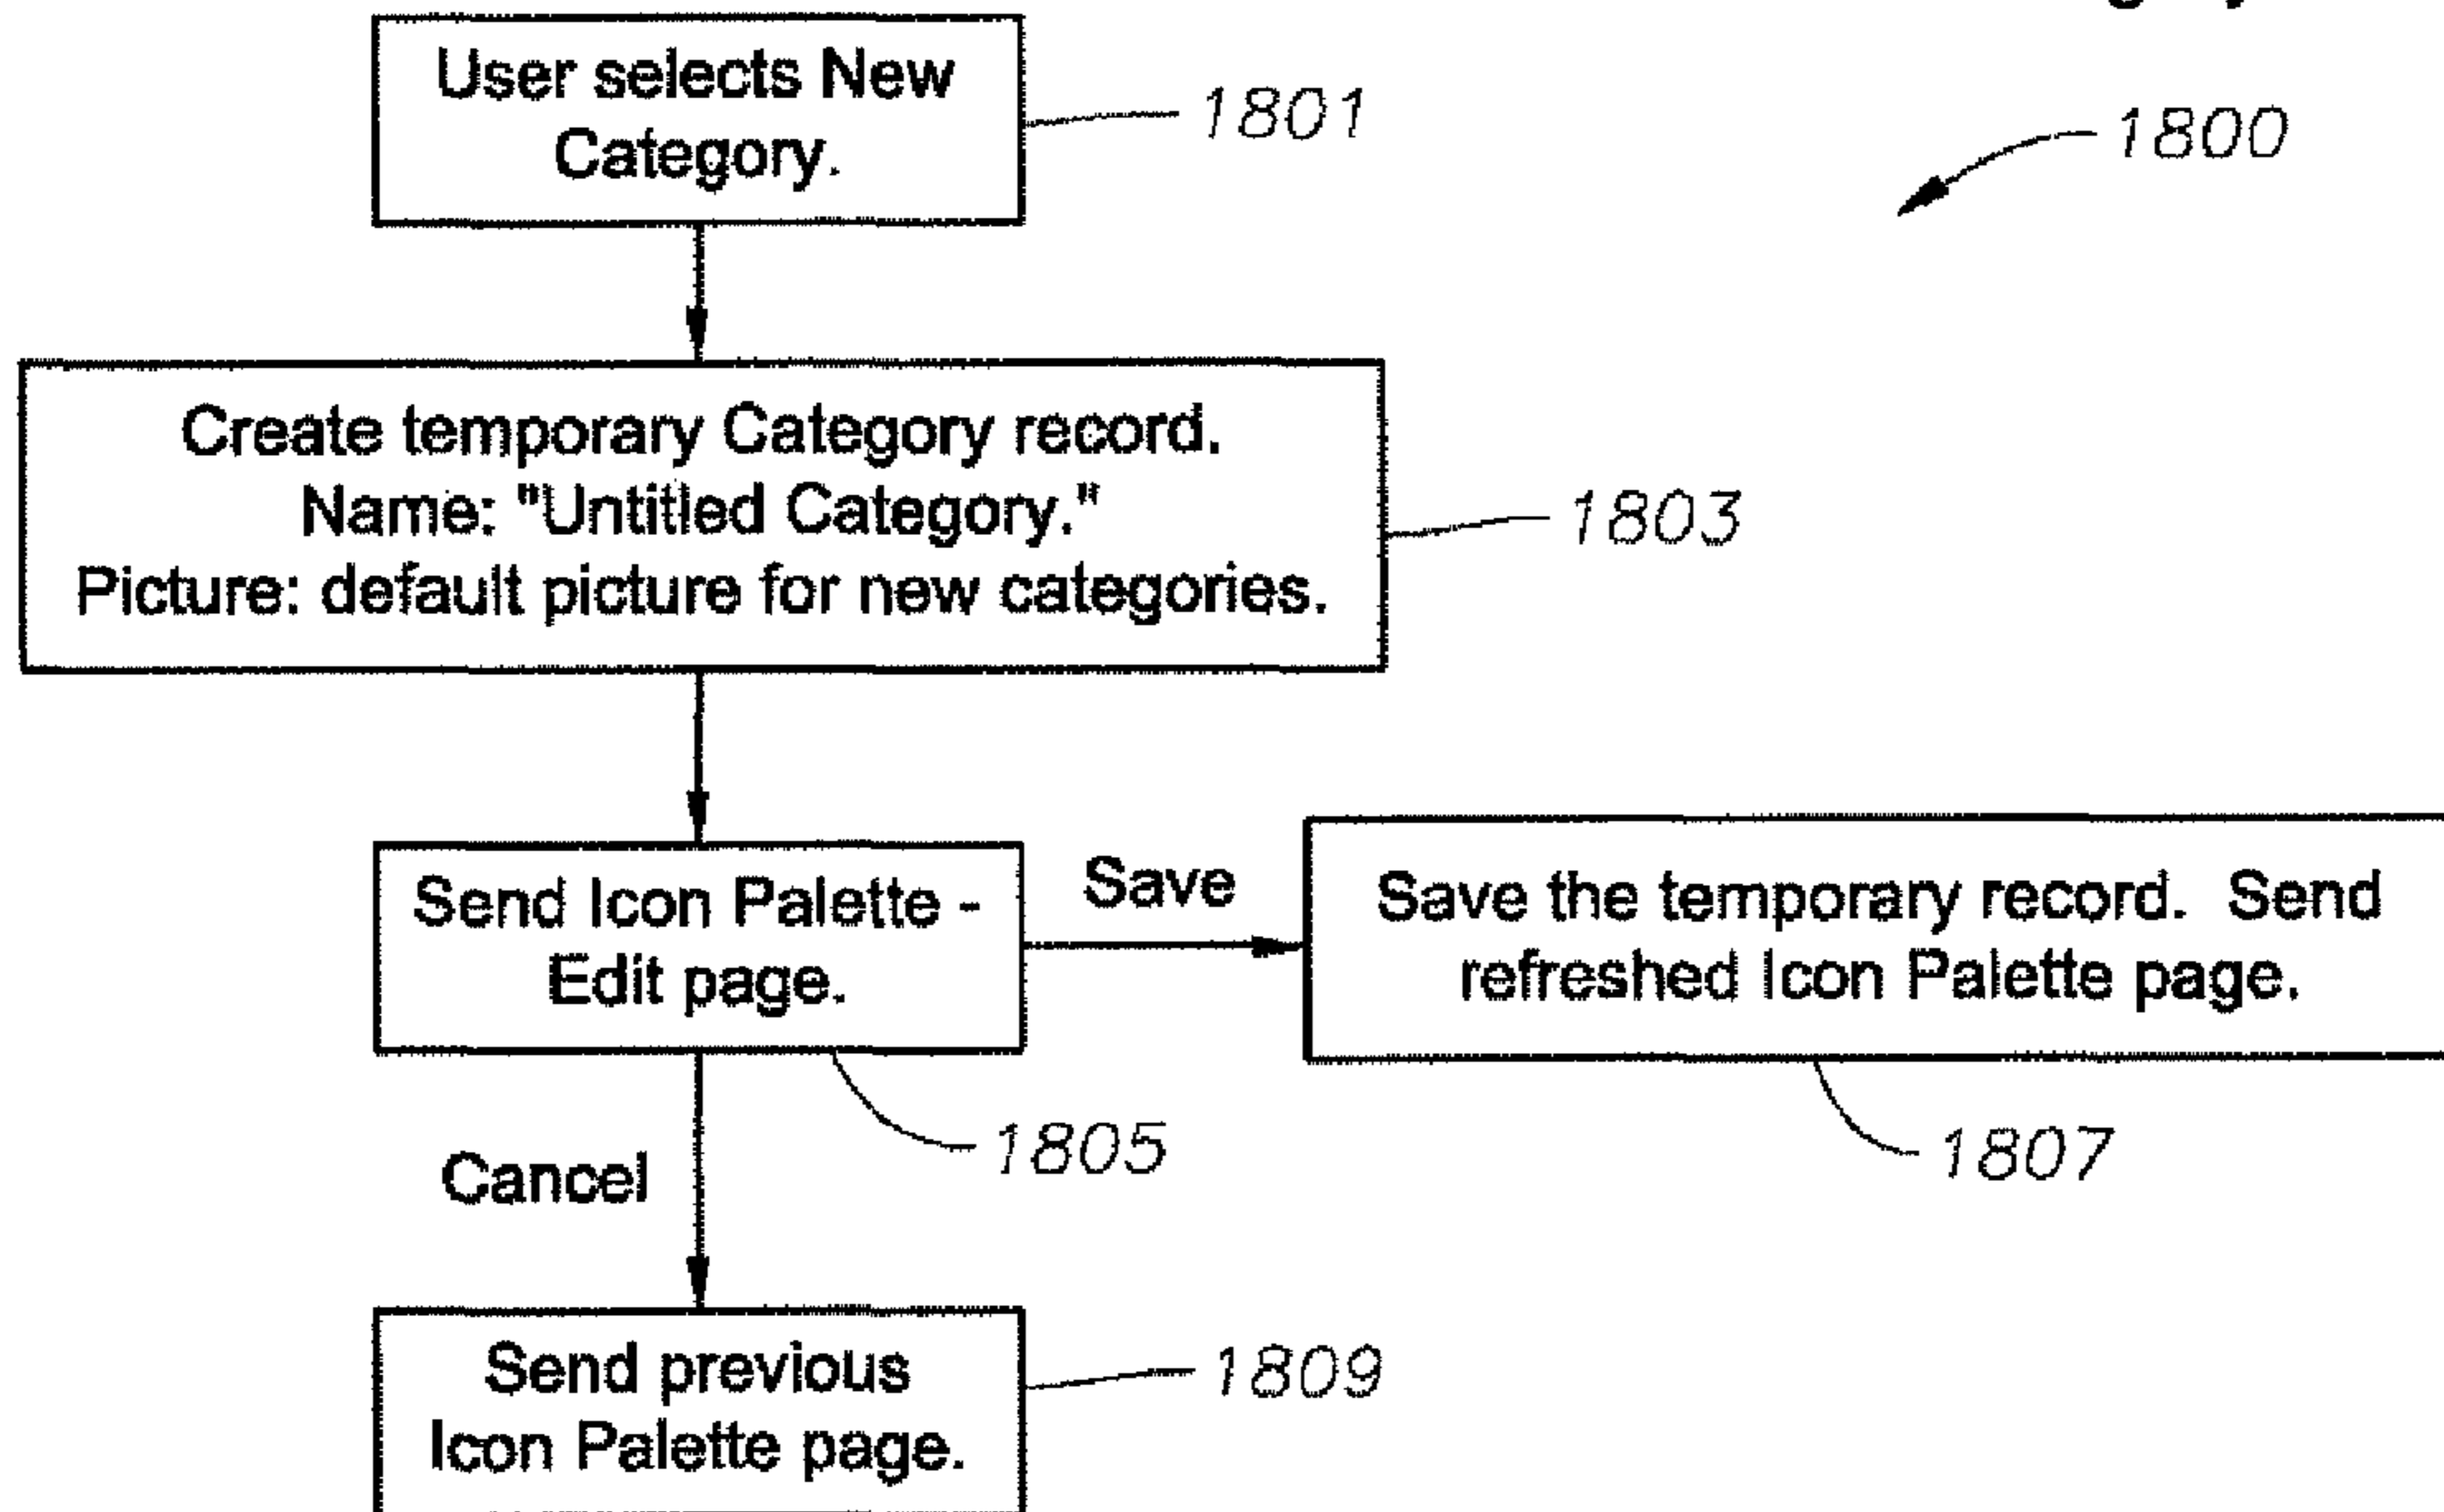 User selects New
Category.
1801
1800
Create temporary Category record.
Name: "Untitled Category."
Picture: default picture for new categories.
1803
Send Icon Palette -
Edit page.
Save
Save the temporary record. Send
refreshed Icon Palette page.
1805
1807
Cancel
Send previous
Icon Palette page.
1809